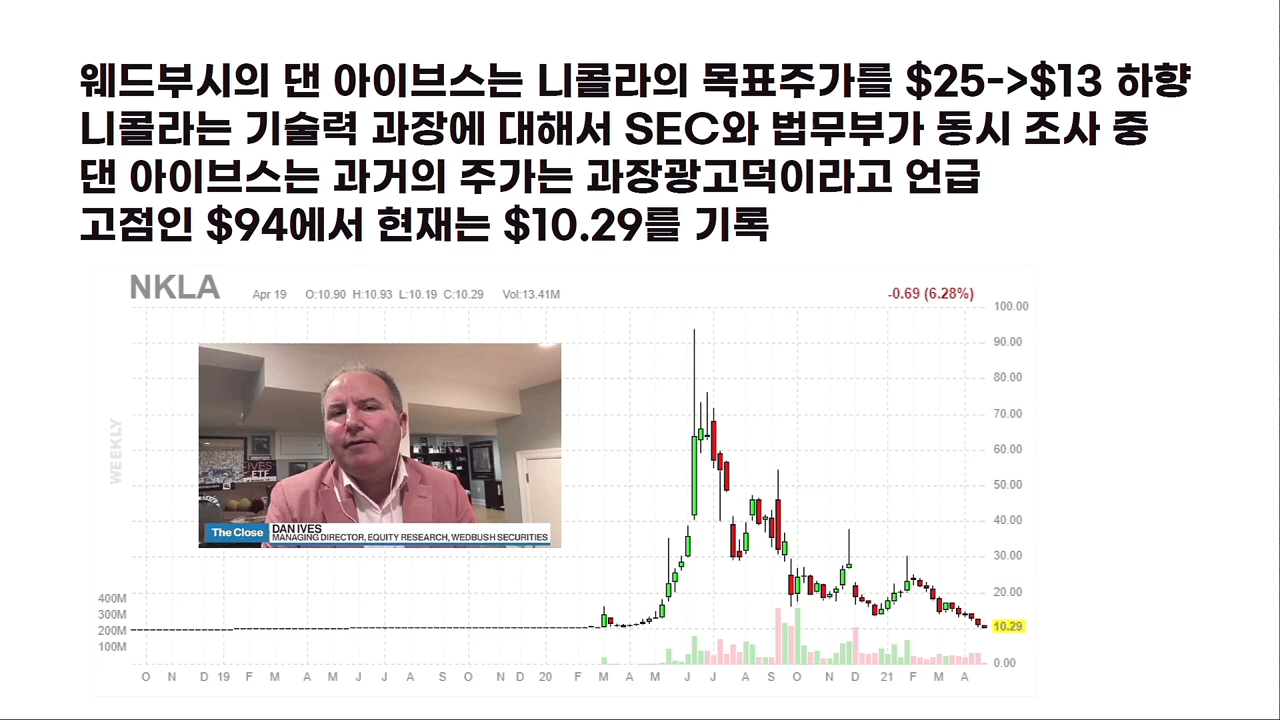 웨드부시의 댄 아이브스는 니콜라의 목표주가를 $25->$13 하향
니콜라는 기술력 과장에 대해서 SEC와 법무부가 동시 조사 중
댄 아이브스는 과거의 주가는 과장광고덕이라고 언급
고점인 $94에서 현재는 $10.29를 기록
NKLA Apr 19 O:10.90 H:10.93 L:10.19 C:10.29 Vol:13.41M -0.69 (6.28%)
100.00
90.00
80.00
70.00
60.00
50.00
40.00
30.00
20.00
10.29
0.00
WEEKLY
IVES
ETF
The Close
DAN IVES
MANAGING DIRECTOR, EQUITY RESEARCH, WEDBUSH SECURITIES
400M
300M
200M
100M
O N D 19 F M A M J J A S O N D 20 F M A M J J A S O N D 21 F M A